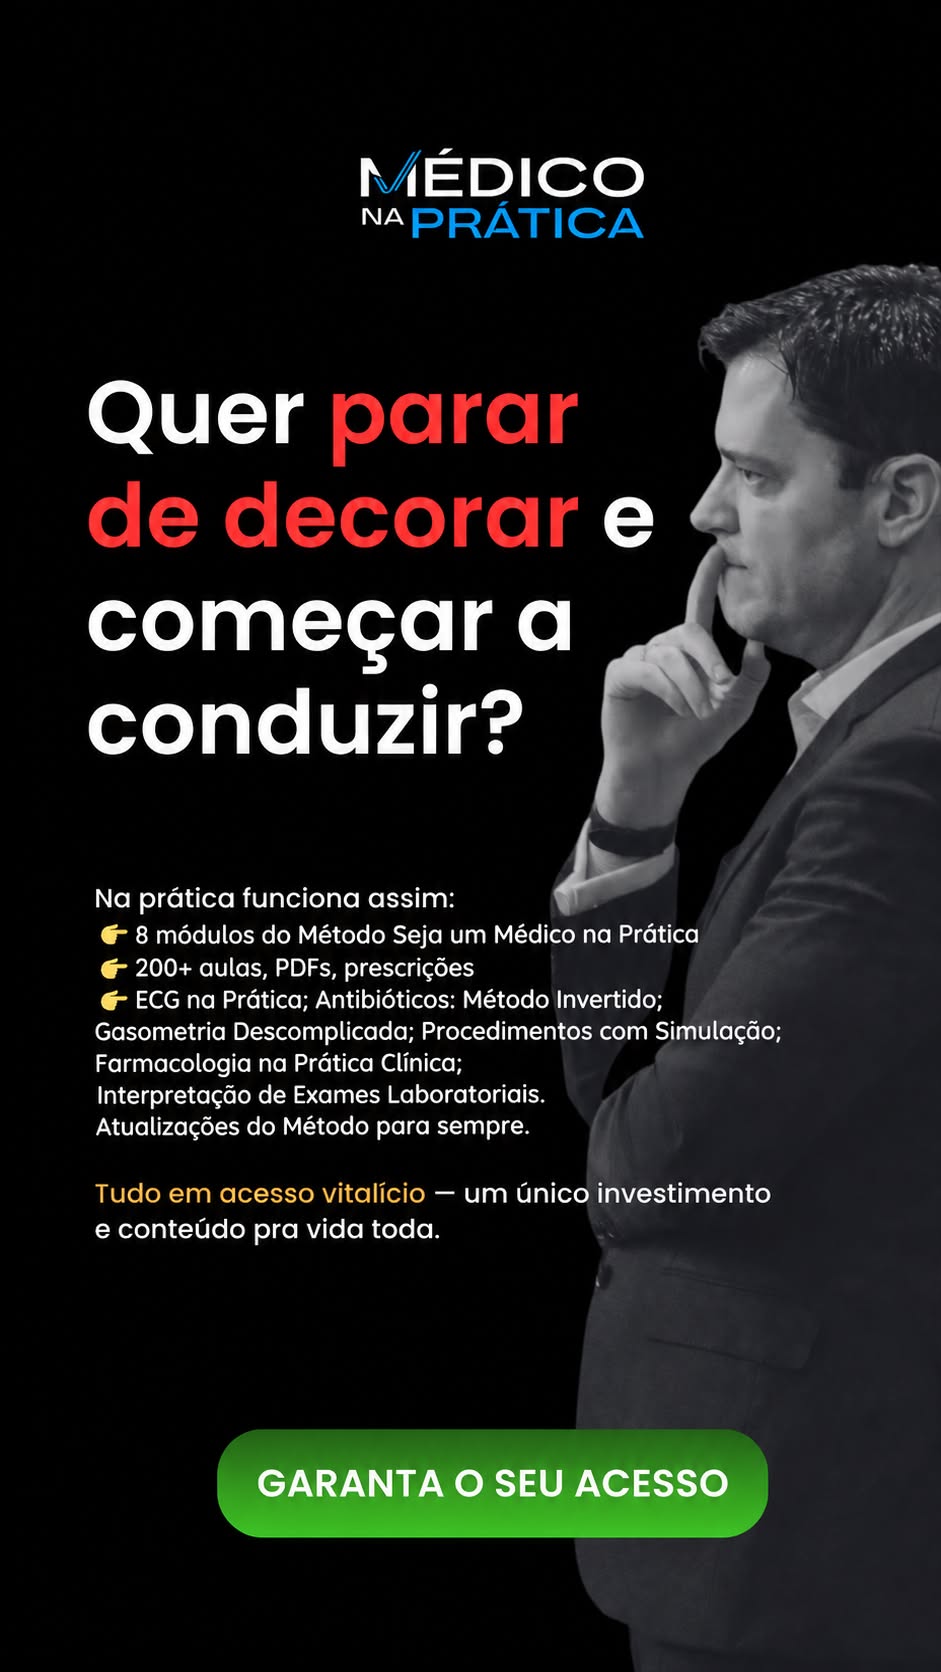 MÉDICO
NA PRÁTICA
Quer parar
de decorar e
começar a
conduzir?
Na prática funciona assim:
👉 8 módulos do Método Seja um Médico na Prática
👉 200+ aulas, PDFs, prescrições
👉 ECG na Prática; Antibióticos: Método Invertido;
Gasometria Descomplicada; Procedimentos com Simulação;
Farmacologia na Prática Clínica;
Interpretação de Exames Laboratoriais.
Atualizações do Método para sempre.
Tudo em acesso vitalício — um único investimento
e conteúdo pra vida toda.
GARANTA O SEU ACESSO